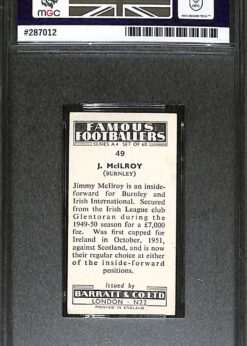 MGC
#287012
FAMOUS
FOOTBALLERS
SERIES A.4 SET OF 60
49
J. McILROY
(BURNLEY)
Jimmy McIlroy is an inside-
forward for Burnley and
Irish International. Secured
from the Irish League club
Glentoran during the
1949-50 season for a £7,000
fee. Was first capped for
Ireland in October, 1951,
against Scotland, and is now
their regular choice at either
of the inside-forward
positions.
Issued by
BARRATT & CO. LTD
LONDON - N22
PRINTED IN ENGLAND